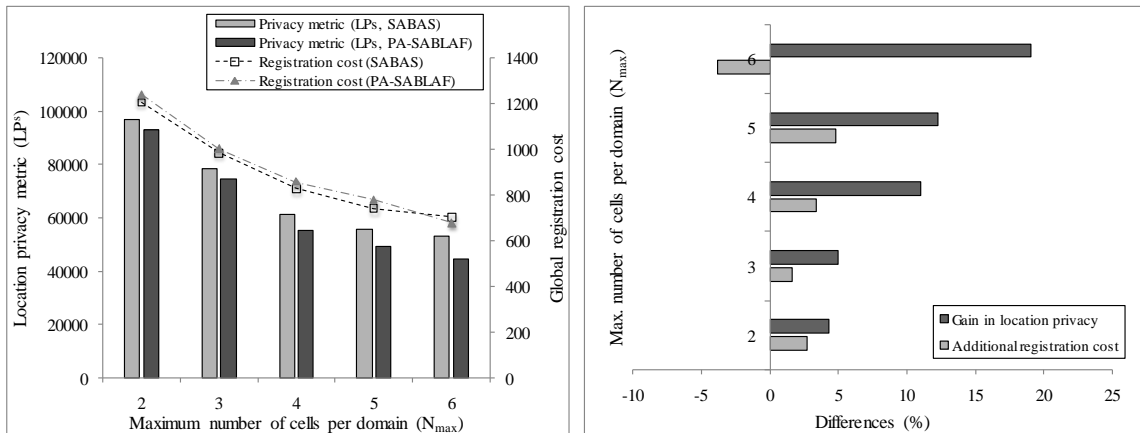 Privacy metric (LPs, SABAS)
Privacy metric (LPs, PA-SABLAF)
Registration cost (SABAS)
Registration cost (PA-SABLAF)
120000
100000
80000
60000
40000
20000
0
Location privacy metric (LPs)
1400
1200
1000
800
600
400
200
0
Global registration cost
2 3 4 5 6
Maximum number of cells per domain (Nmax)
Max. number of cells per domain (Nmax)
6
5
4
3
2
Gain in location privacy
Additional registration cost
-10 -5 0 5 10 15 20 25
Differences (%)